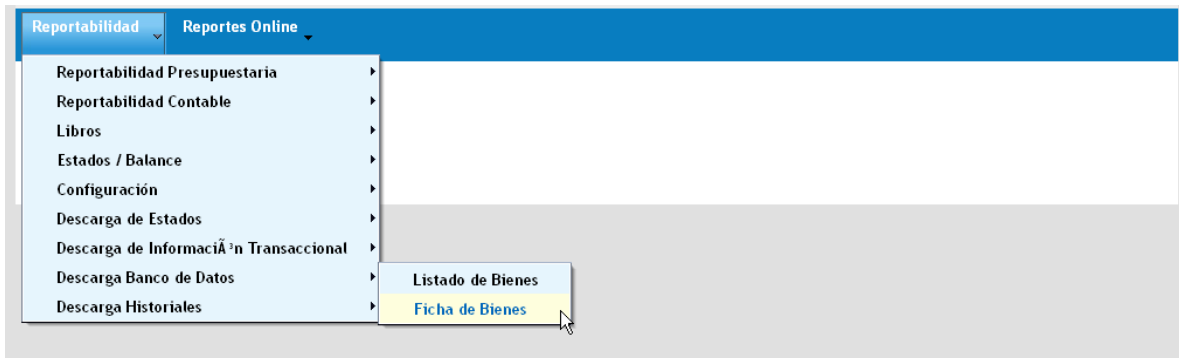 Reportabilidad Reportes Online
Reportabilidad Presupuestaria
Reportabilidad Contable
Libros
Estados / Balance
Configuración
Descarga de Estados
Descarga de InformaciÃ³n Transaccional
Descarga Banco de Datos
Listado de Bienes
Descarga Historiales
Ficha de Bienes